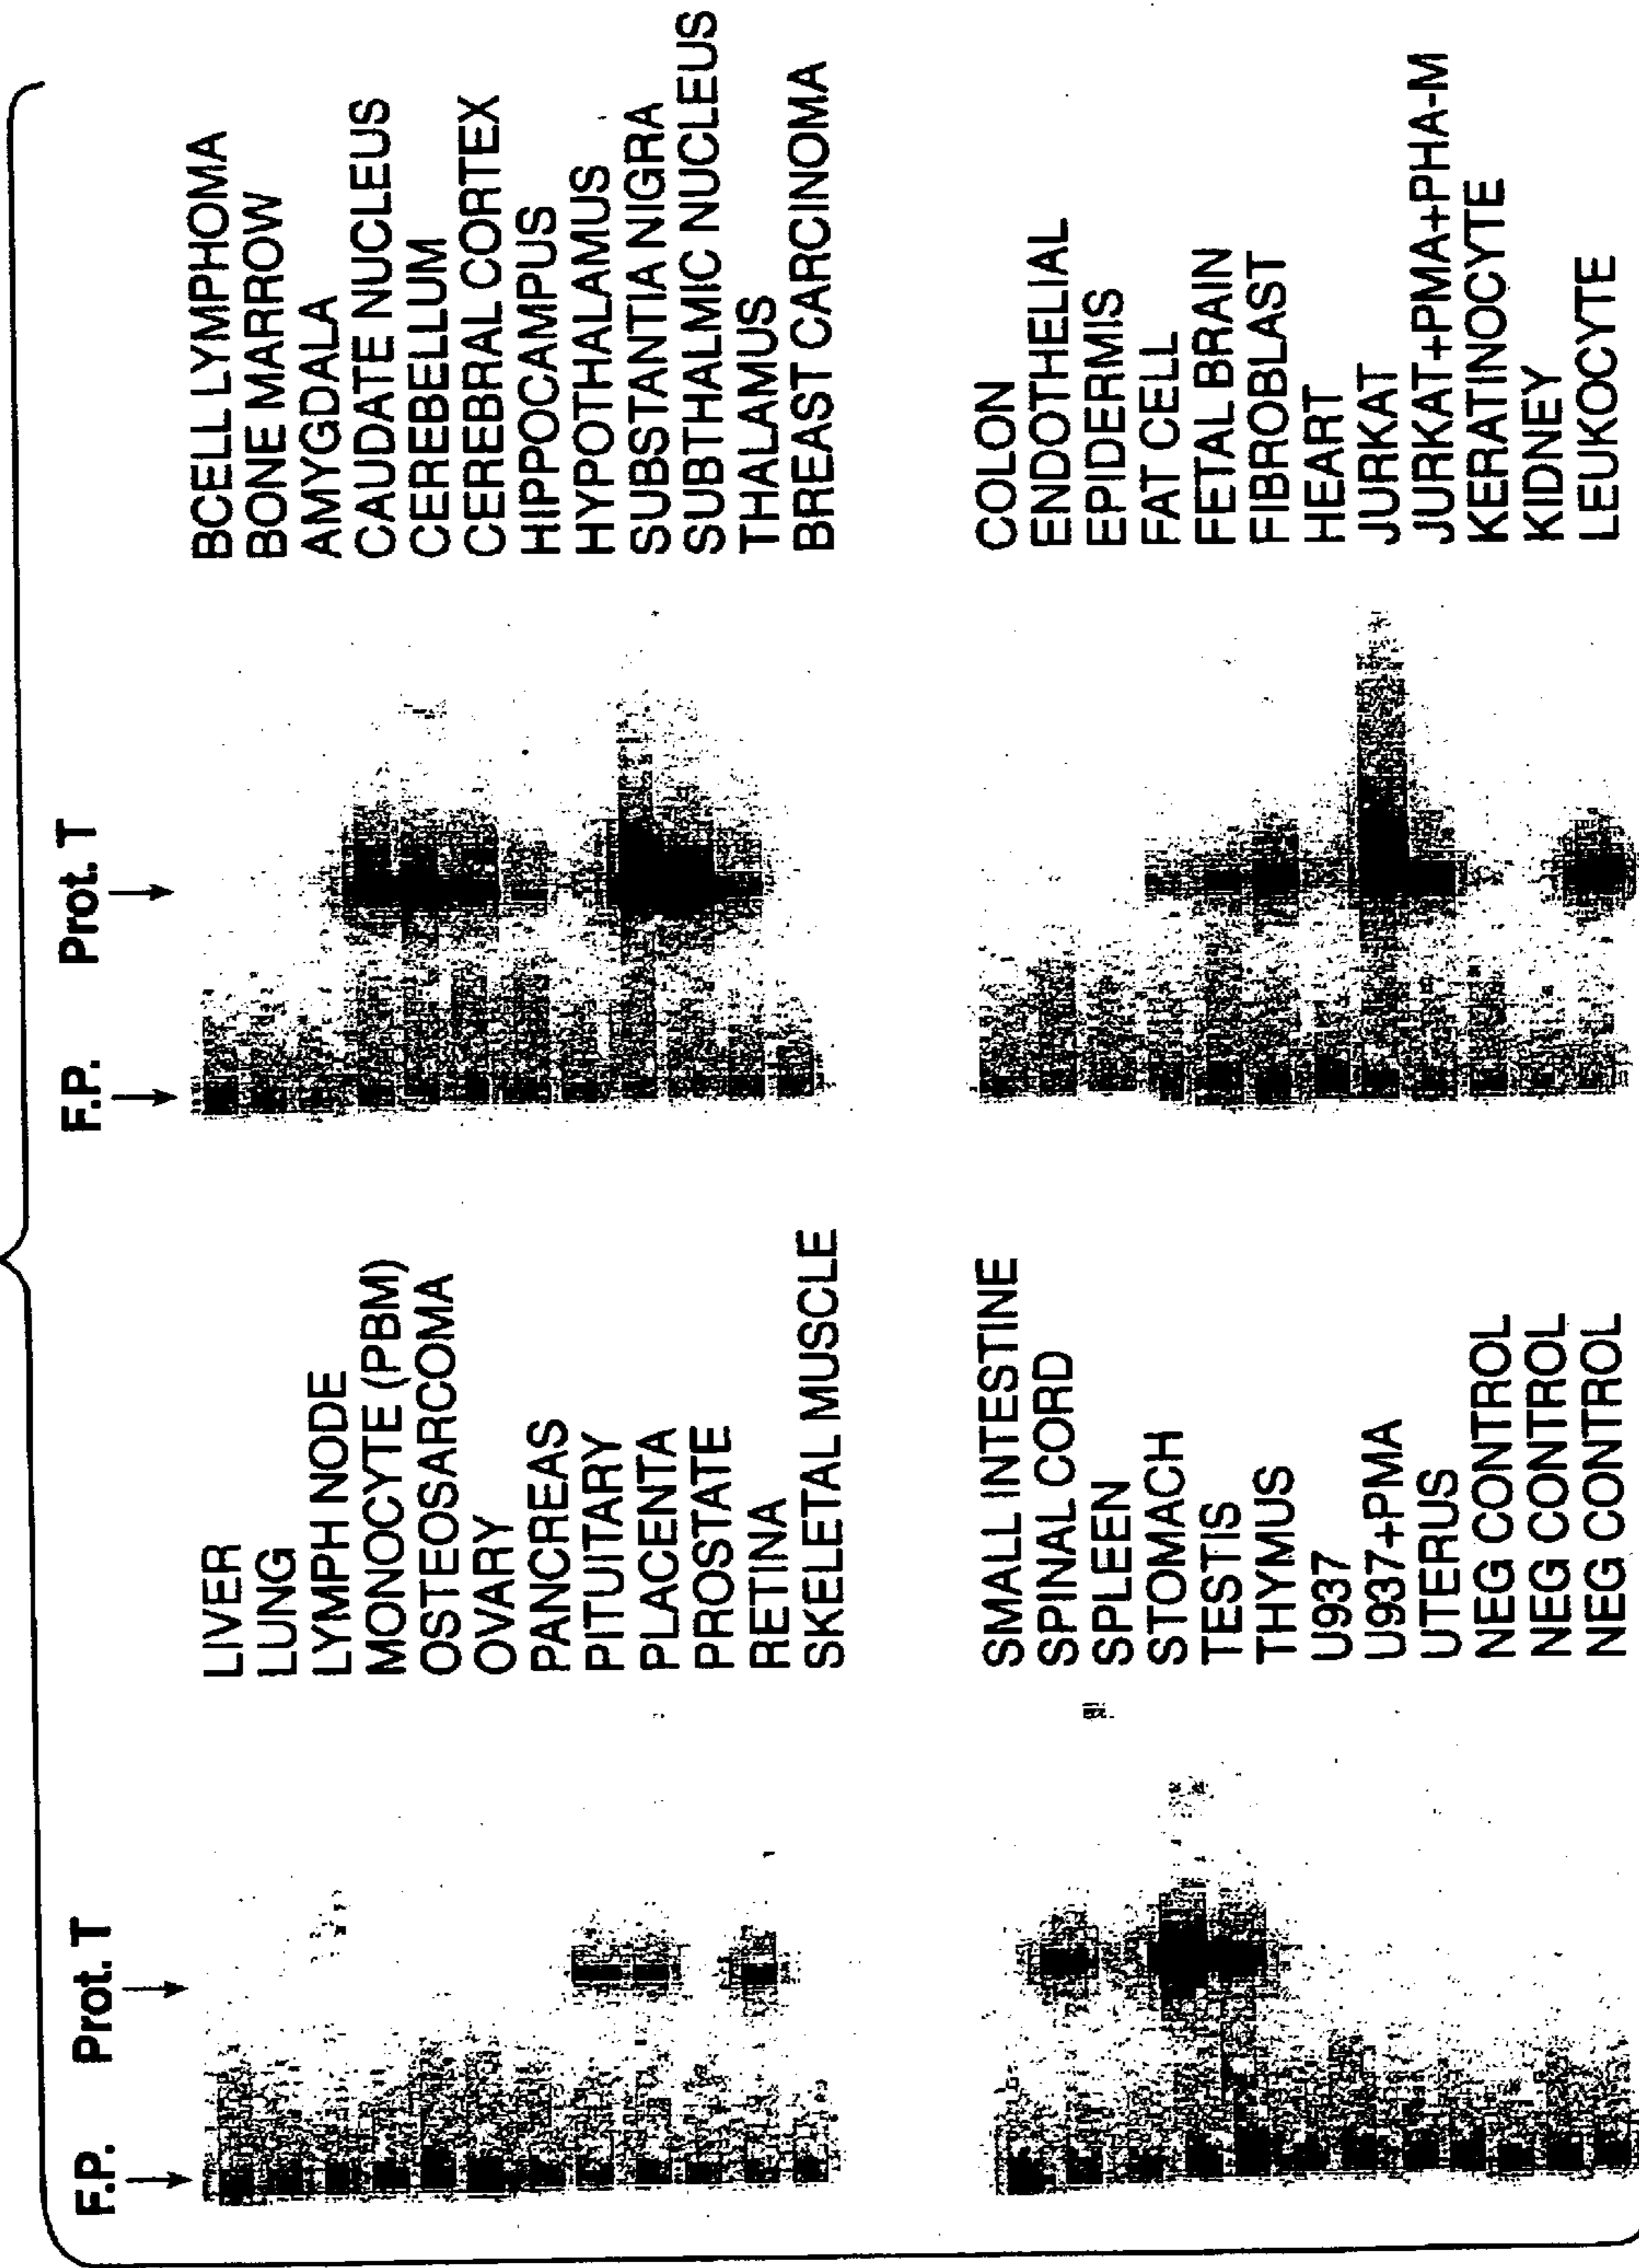 F.P.
Prot. T
BCELL LYMPHOMA
BONE MARROW
AMYGDALA
CAUDATE NUCLEUS
CEREBELLUM
CEREBRAL CORTEX
HIPPOCAMPUS
HYPOTHALAMUS
SUBSTANTIA NIGRA
SUBTHALMIC NUCLEUS
THALAMUS
BREAST CARCINOMA
COLON
ENDOTHELIAL
EPIDERMIS
FAT CELL
FETAL BRAIN
FIBROBLAST
HEART
JURKAT
JURKAT+PMA+PHA-M
KERATINOCYTE
KIDNEY
LEUKOCYTE
F.P.
Prot. T
LIVER
LUNG
LYMPH NODE
MONOCYTE (PBM)
OSTEOSARCOMA
OVARY
PANCREAS
PITUITARY
PLACENTA
PROSTATE
RETINA
SKELETAL MUSCLE
SMALL INTESTINE
SPINAL CORD
SPLEEN
STOMACH
TESTIS
THYMUS
U937
U937+PMA
UTERUS
NEG CONTROL
NEG CONTROL
NEG CONTROL